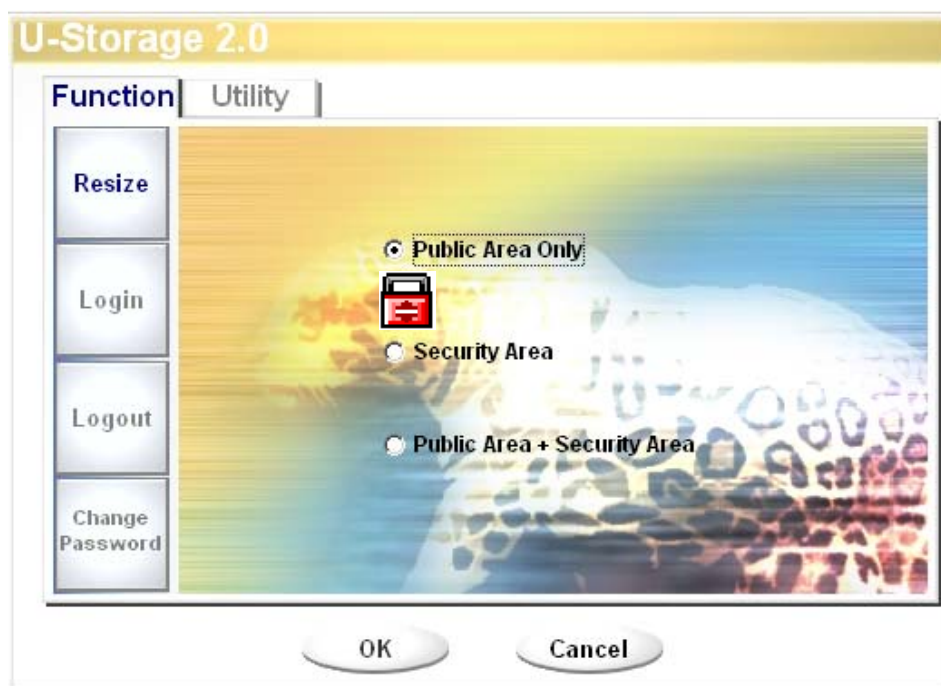 U-Storage 2.0
Function Utility
Resize
Login
Logout
Change
Password
Public Area Only
Security Area
Public Area + Security Area
OK Cancel